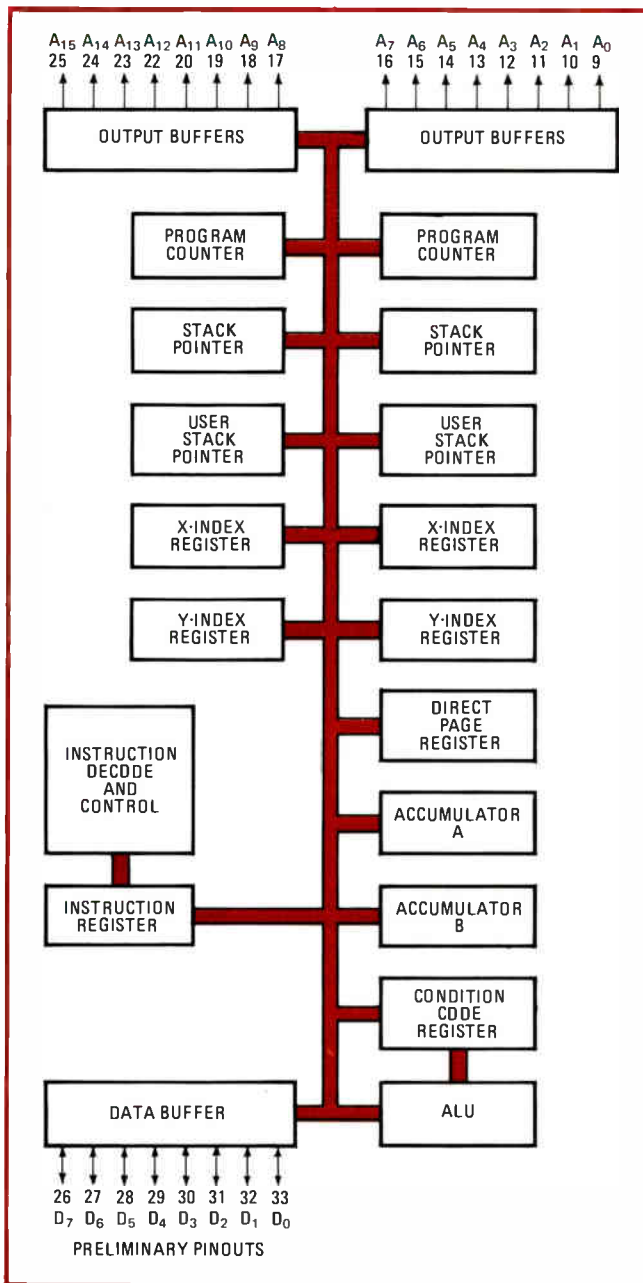 A15 A14 A13 A12 A11 A10 A9 A8
25 24 23 22 20 19 18 17
A7 A6 A5 A4 A3 A2 A1 A0
16 15 14 13 12 11 10 9
OUTPUT BUFFERS
OUTPUT BUFFERS
PROGRAM
COUNTER
PROGRAM
COUNTER
STACK
POINTER
STACK
POINTER
USER
STACK
POINTER
USER
STACK
POINTER
X-INDEX
REGISTER
X-INDEX
REGISTER
Y-INDEX
REGISTER
Y-INDEX
REGISTER
DIRECT
PAGE
REGISTER
INSTRUCTION
DECODE
AND
CONTROL
ACCUMULATOR
A
INSTRUCTION
REGISTER
ACCUMULATOR
B
CONDITION
CODE
REGISTER
DATA BUFFER
ALU
26 27 28 29 30 31 32 33
D7 D6 D5 D4 D3 D2 D1 D0
PRELIMINARY PINOUTS